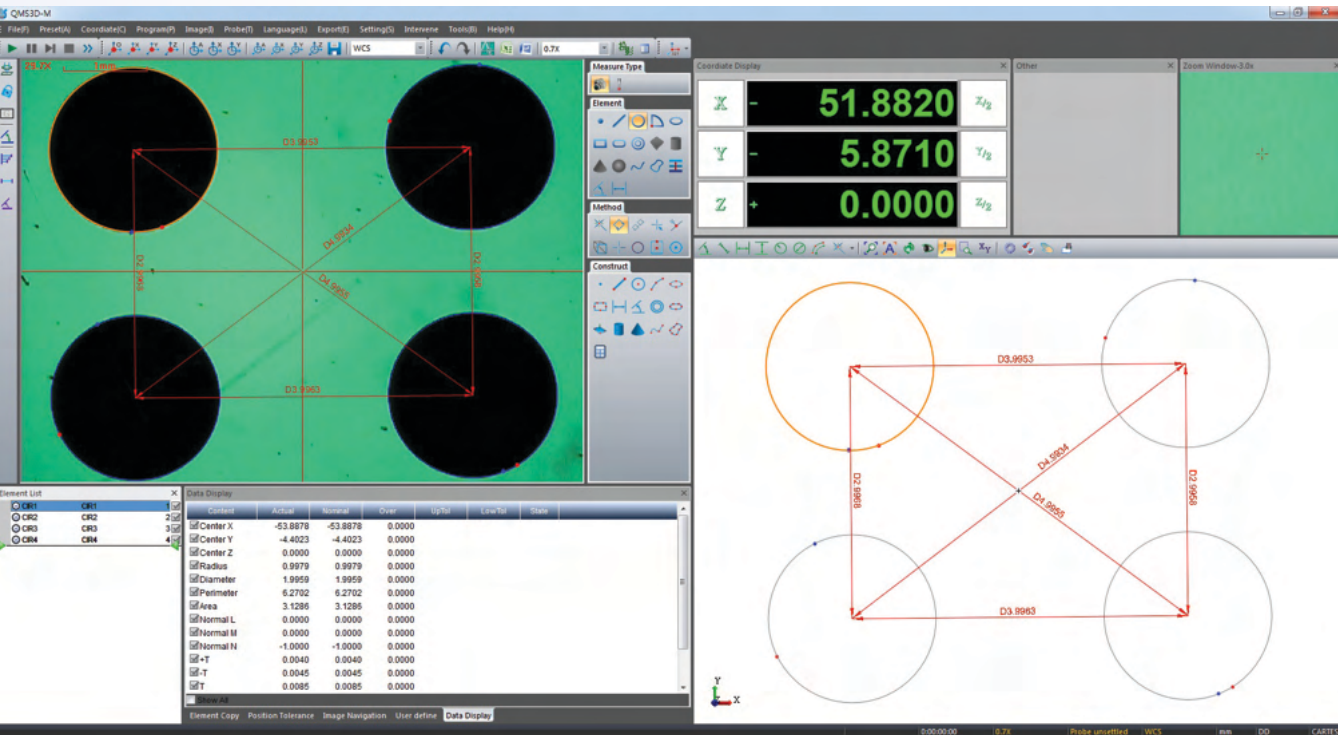 QMS3D-M
File(F) Preset(A) Coordiate(C) Program(P) Image(I) Probe(T) Language(L) Export(E) Setting(S) Intervene Tools(B) Help(H)
WCS
0.7X
1mm
D3.9953
D4.9934
D4.9955
D2.9958
D3.9963
Measure Type
Element
Method
Construct
Coordiate Display
X - 51.8820 X/2
Y - 5.8710 Y/2
Z + 0.0000 Z/2
Other
Zoom Window-3.0x
D3.9953
D4.9934
D4.9955
D2.9968
D2.9958
D3.9963
Y
X
Element List
CIR1 CIR1 1
CIR2 CIR2 2
CIR3 CIR3 3
CIR4 CIR4 4
Data Display
Content Actual Nominal Over UpTol LowTol State
Center X -53.8878 -53.8878 0.0000
Center Y -4.4023 -4.4023 0.0000
Center Z 0.0000 0.0000 0.0000
Radius 0.9979 0.9979 0.0000
Diameter 1.9959 1.9959 0.0000
Perimeter 6.2702 6.2702 0.0000
Area 3.1286 3.1286 0.0000
Normal L 0.0000 0.0000 0.0000
Normal M 0.0000 0.0000 0.0000
Normal N -1.0000 -1.0000 0.0000
+T 0.0040 0.0040 0.0000
-T 0.0045 0.0045 0.0000
T 0.0085 0.0085 0.0000
Show All
Element Copy Position Tolerance Image Navigation User define Data Display
0:00:00:00 0.7X Probe unsettled WCS mm DD CARTES